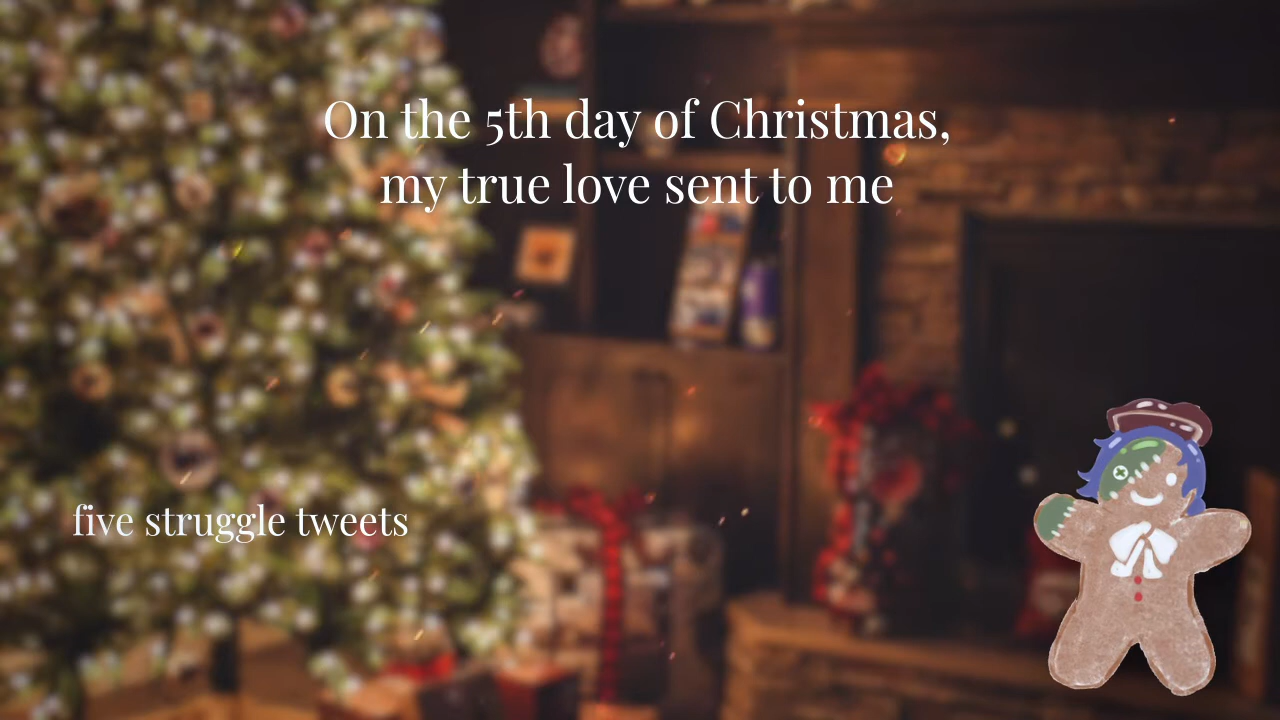 On the 5th day of Christmas,
my true love sent to me
five struggle tweets